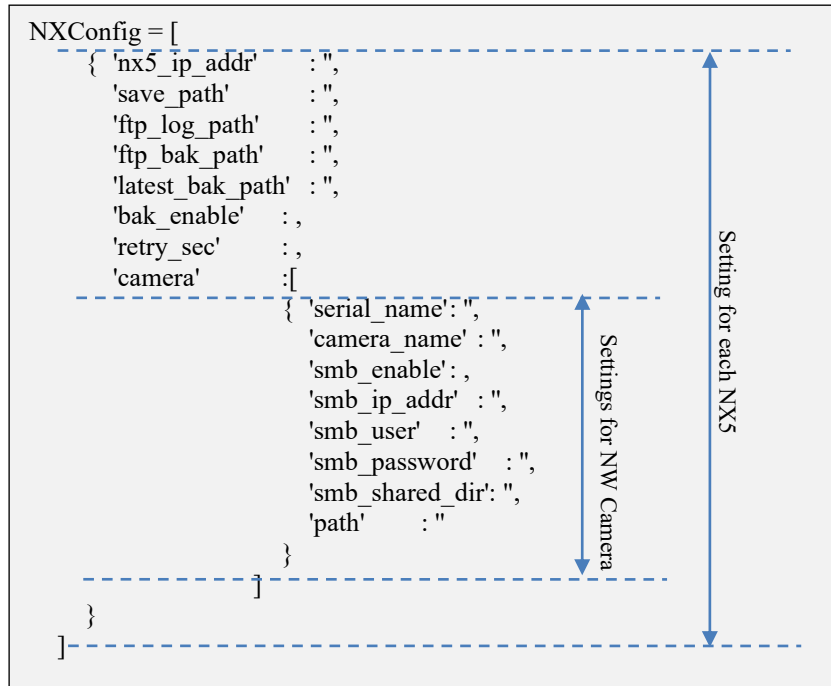 NXConfig = [
{ 'nx5_ip_addr' : '',
'save_path' : '',
'ftp_log_path' : '',
'ftp_bak_path' : '',
'latest_bak_path' : '',
'bak_enable' : ,
'retry_sec' : ,
'camera' :[
{ 'serial_name': '',
'camera_name' : '',
'smb_enable': ,
'smb_ip_addr' : '',
'smb_user' : '',
'smb_password' : '',
'smb_shared_dir': '',
'path' : ''
}
]
}
]
Settings for NW Camera
Setting for each NX5